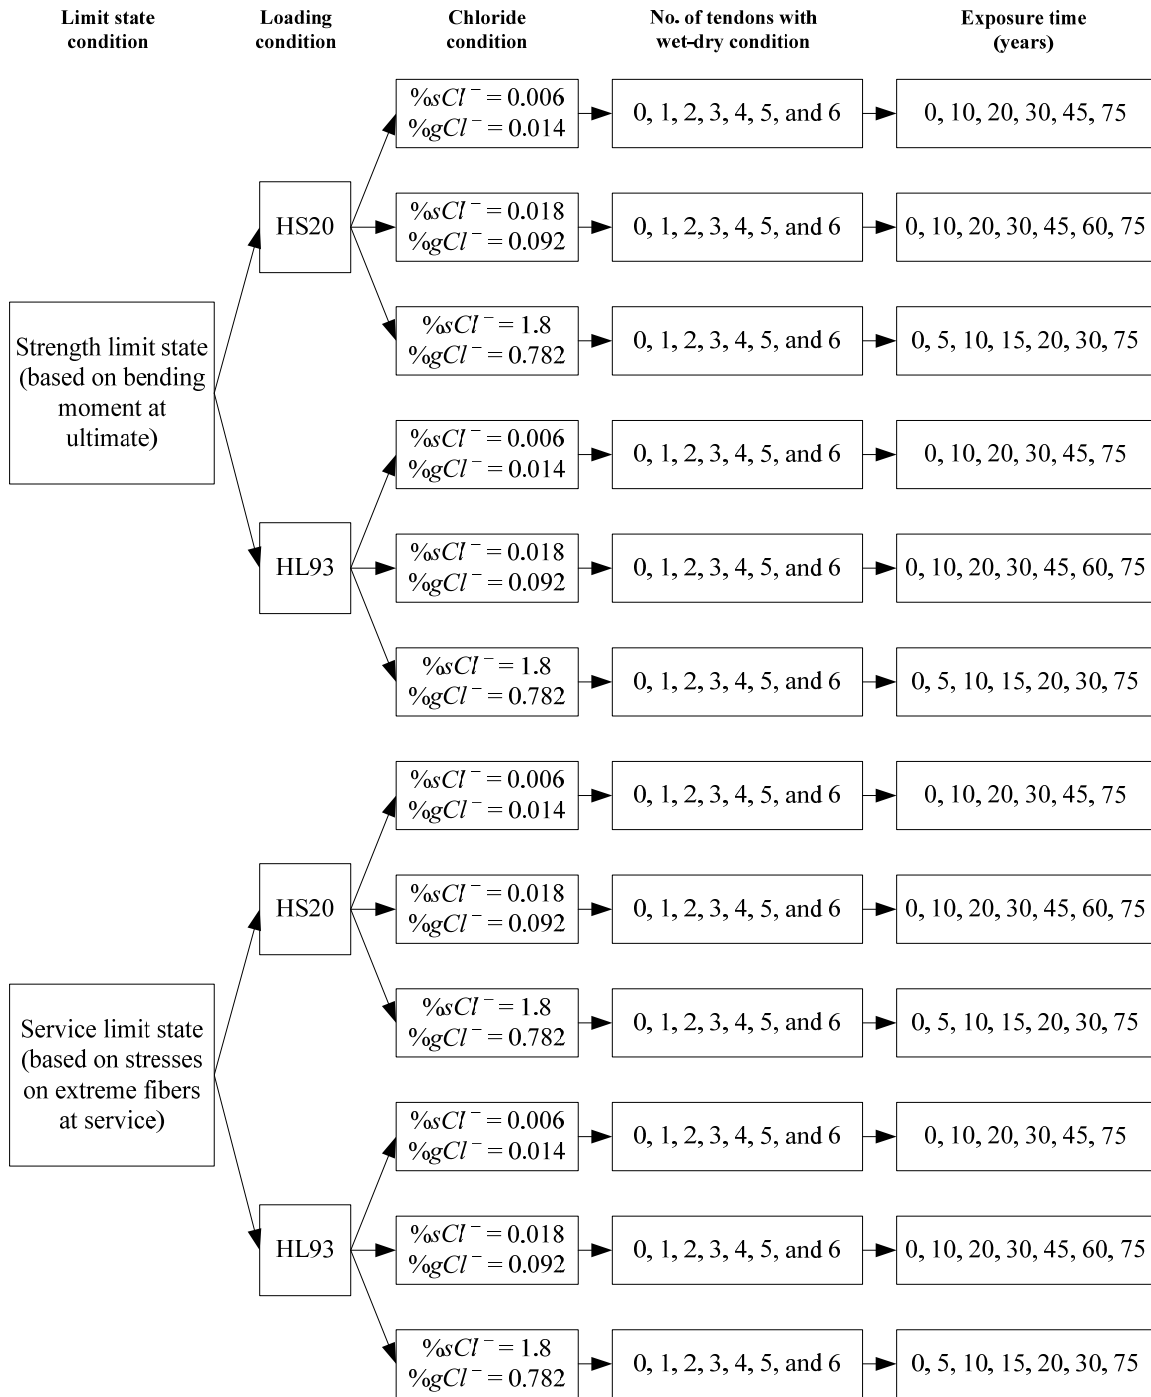 Limit state
condition
Loading
condition
Chloride
condition
No. of tendons with
wet-dry condition
Exposure time
(years)
Strength limit state
(based on bending
moment at
ultimate)
HS20
%sCl⁻ = 0.006
%gCl⁻ = 0.014
0, 1, 2, 3, 4, 5, and 6
0, 10, 20, 30, 45, 75
%sCl⁻ = 0.018
%gCl⁻ = 0.092
0, 1, 2, 3, 4, 5, and 6
0, 10, 20, 30, 45, 60, 75
%sCl⁻ = 1.8
%gCl⁻ = 0.782
0, 1, 2, 3, 4, 5, and 6
0, 5, 10, 15, 20, 30, 75
HL93
%sCl⁻ = 0.006
%gCl⁻ = 0.014
0, 1, 2, 3, 4, 5, and 6
0, 10, 20, 30, 45, 75
%sCl⁻ = 0.018
%gCl⁻ = 0.092
0, 1, 2, 3, 4, 5, and 6
0, 10, 20, 30, 45, 60, 75
%sCl⁻ = 1.8
%gCl⁻ = 0.782
0, 1, 2, 3, 4, 5, and 6
0, 5, 10, 15, 20, 30, 75
Service limit state
(based on stresses
on extreme fibers
at service)
HS20
%sCl⁻ = 0.006
%gCl⁻ = 0.014
0, 1, 2, 3, 4, 5, and 6
0, 10, 20, 30, 45, 75
%sCl⁻ = 0.018
%gCl⁻ = 0.092
0, 1, 2, 3, 4, 5, and 6
0, 10, 20, 30, 45, 60, 75
%sCl⁻ = 1.8
%gCl⁻ = 0.782
0, 1, 2, 3, 4, 5, and 6
0, 5, 10, 15, 20, 30, 75
HL93
%sCl⁻ = 0.006
%gCl⁻ = 0.014
0, 1, 2, 3, 4, 5, and 6
0, 10, 20, 30, 45, 75
%sCl⁻ = 0.018
%gCl⁻ = 0.092
0, 1, 2, 3, 4, 5, and 6
0, 10, 20, 30, 45, 60, 75
%sCl⁻ = 1.8
%gCl⁻ = 0.782
0, 1, 2, 3, 4, 5, and 6
0, 5, 10, 15, 20, 30, 75